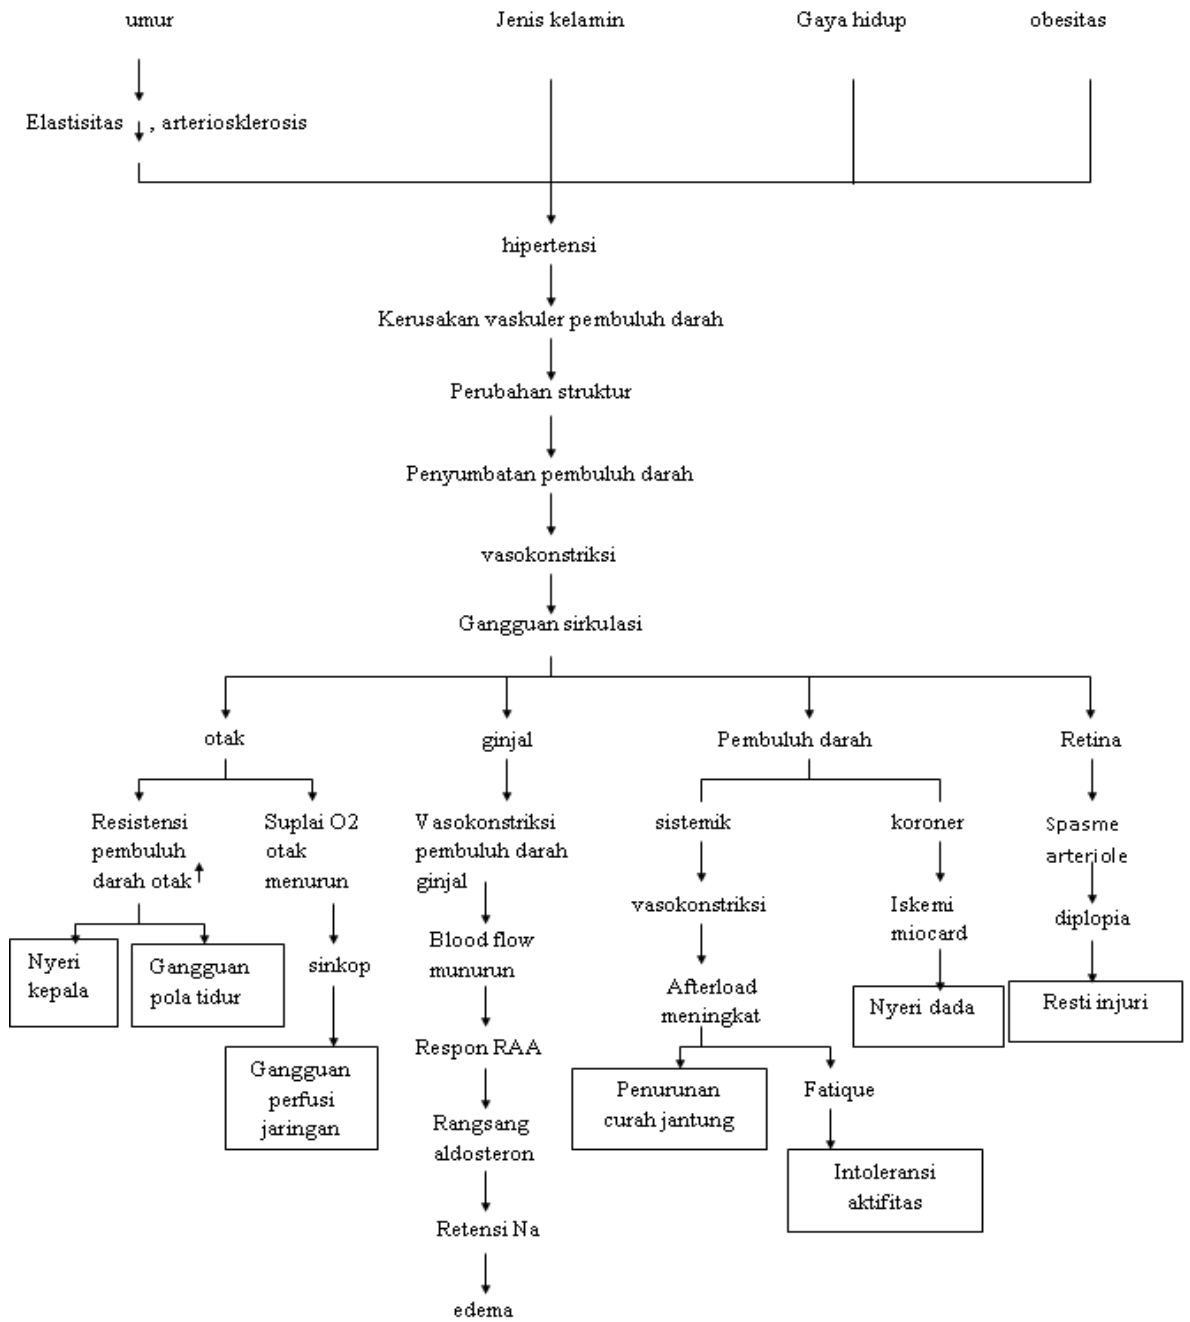 umur
Jenis kelamin
Gaya hidup
obesitas
Elastisitas ↓ , arteriosklerosis
hipertensi
Kerusakan vaskuler pembuluh darah
Perubahan struktur
Penyumbatan pembuluh darah
vasokonstriksi
Gangguan sirkulasi
otak
ginjal
Pembuluh darah
Retina
Resistensi
pembuluh
darah otak ↑
Suplai O2
otak
menurun
Vasokonstriksi
pembuluh darah
ginjal
sistemik
koroner
Spasme
arteriole
Nyeri
kepala
Gangguan
pola tidur
sinkop
Gangguan
perfusi
jaringan
Blood flow
munurun
Respon RAA
Rangsang
aldosteron
Retensi Na
edema
vasokonstriksi
Afterload
meningkat
Penurunan
curah jantung
Fatique
Intoleransi
aktifitas
Iskemi
miocard
Nyeri dada
diplopia
Resti injuri